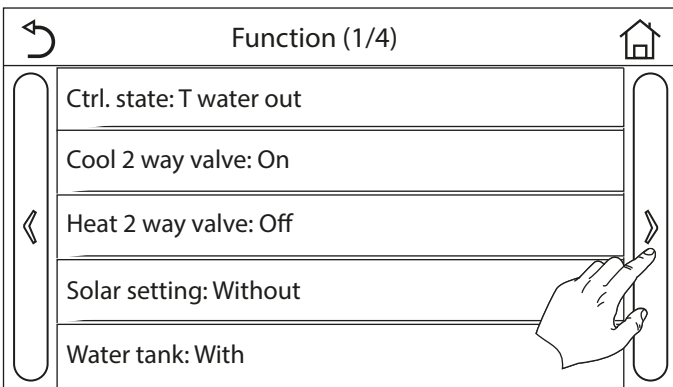 Function (1/4)
Ctrl. state: T water out
Cool 2 way valve: On
Heat 2 way valve: Off
Solar setting: Without
Water tank: With